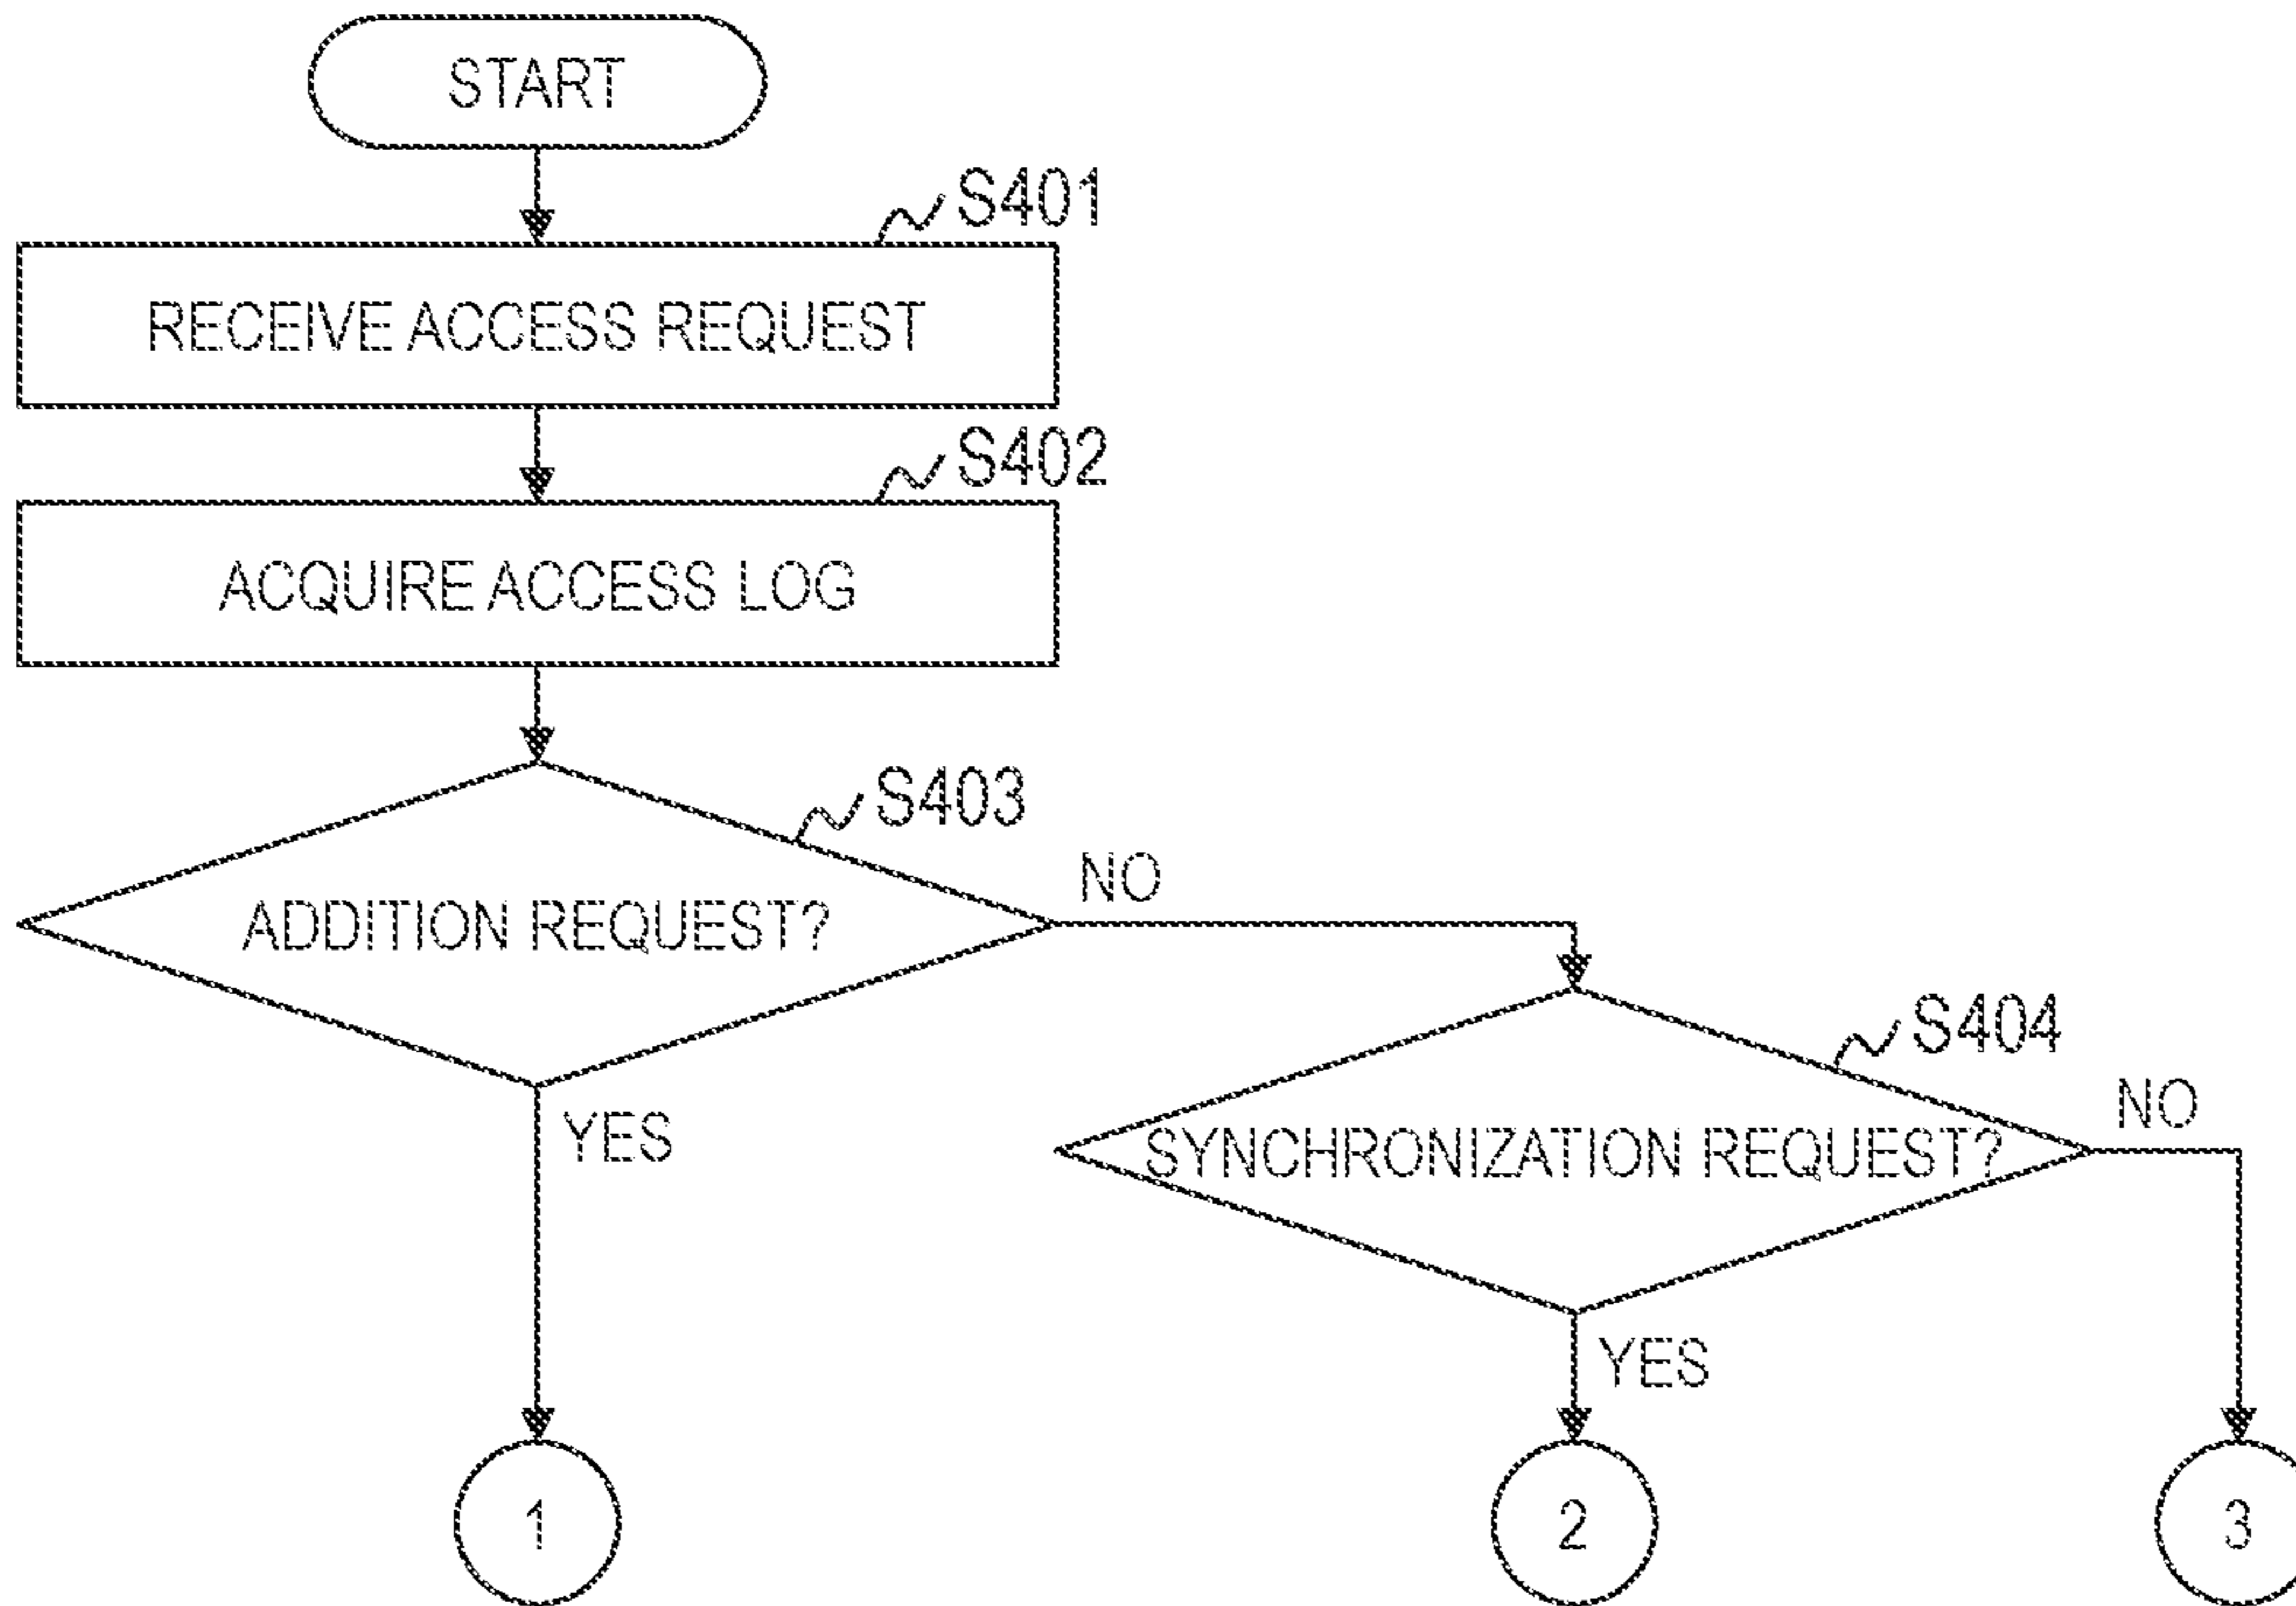 START
S401
RECEIVE ACCESS REQUEST
S402
ACQUIRE ACCESS LOG
S403
ADDITION REQUEST?
NO
S404
YES
SYNCHRONIZATION REQUEST?
NO
YES
1
2
3